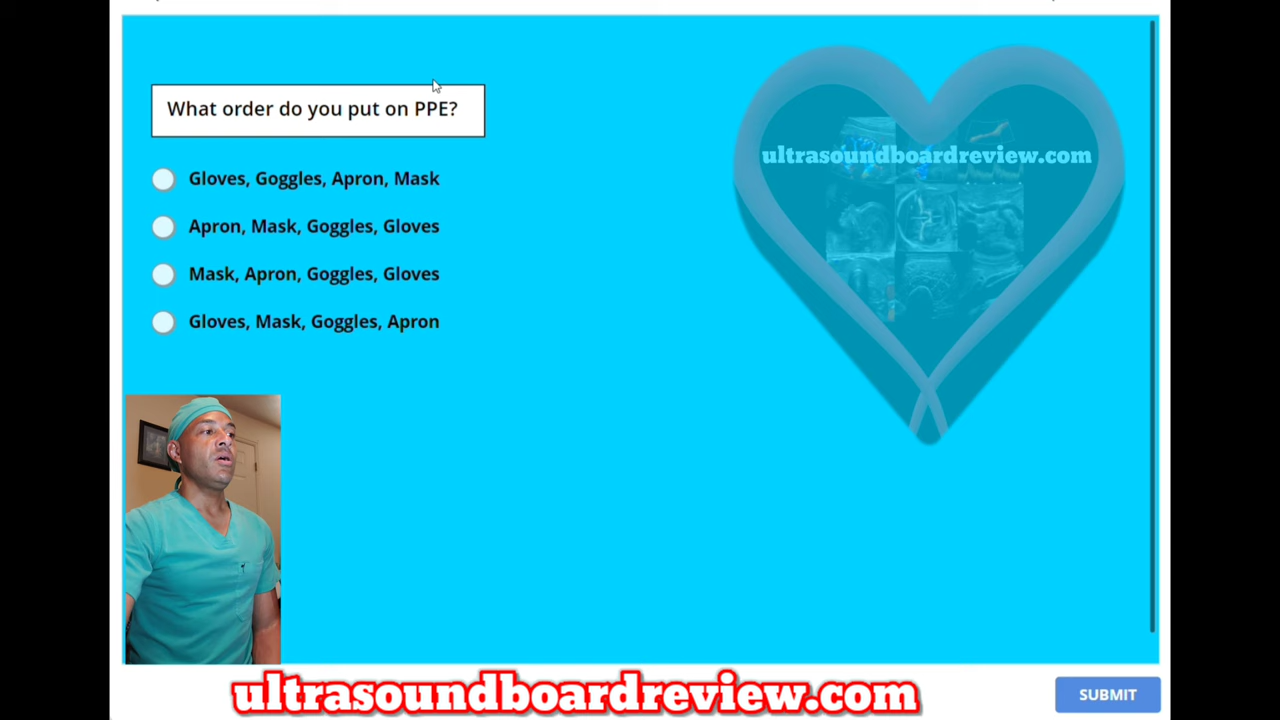 What order do you put on PPE?
Gloves, Goggles, Apron, Mask
Apron, Mask, Goggles, Gloves
Mask, Apron, Goggles, Gloves
Gloves, Mask, Goggles, Apron
ultrasoundboardreview.com
ultrasoundboardreview.com
SUBMIT